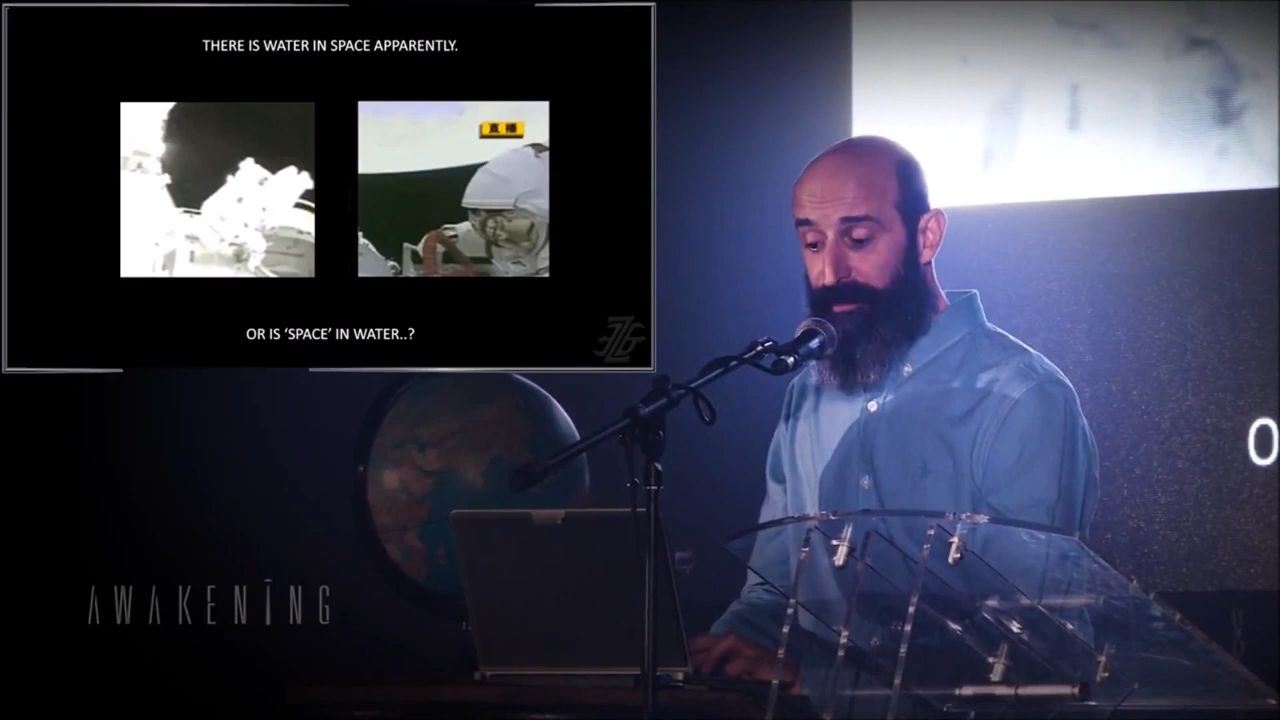 THERE IS WATER IN SPACE APPARENTLY.
直播
OR IS ‘SPACE’ IN WATER..?
AWAKENING
O